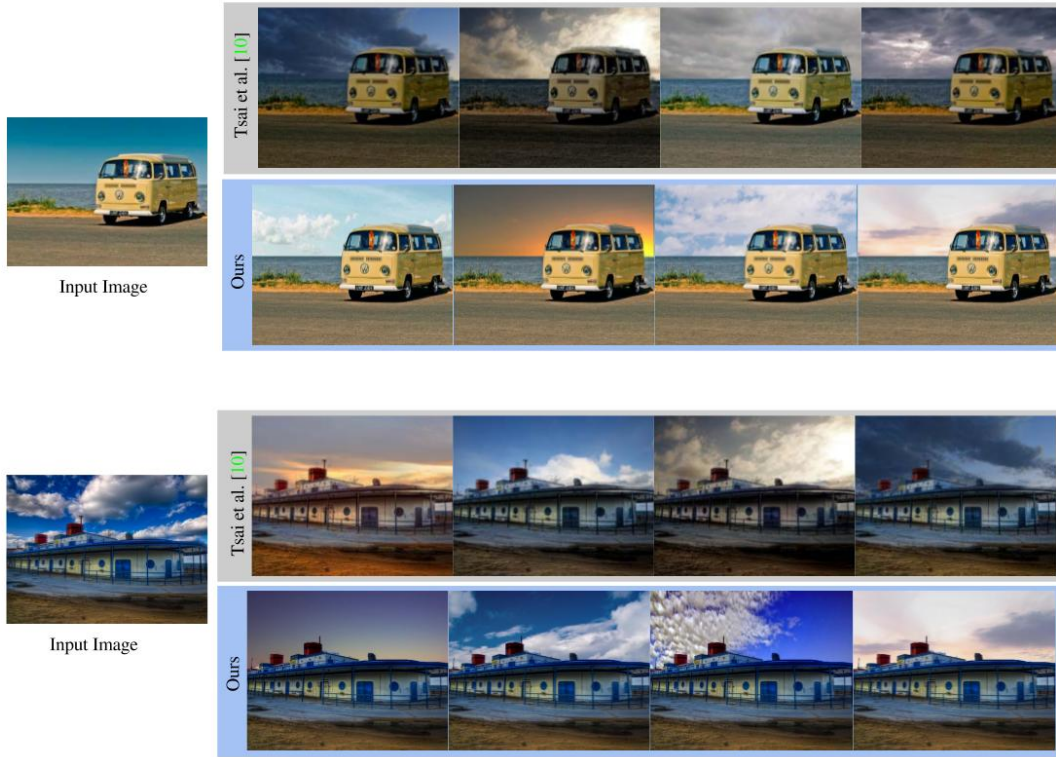 Tsai et al. [10]
Input Image
Ours
Tsai et al. [10]
Input Image
Ours